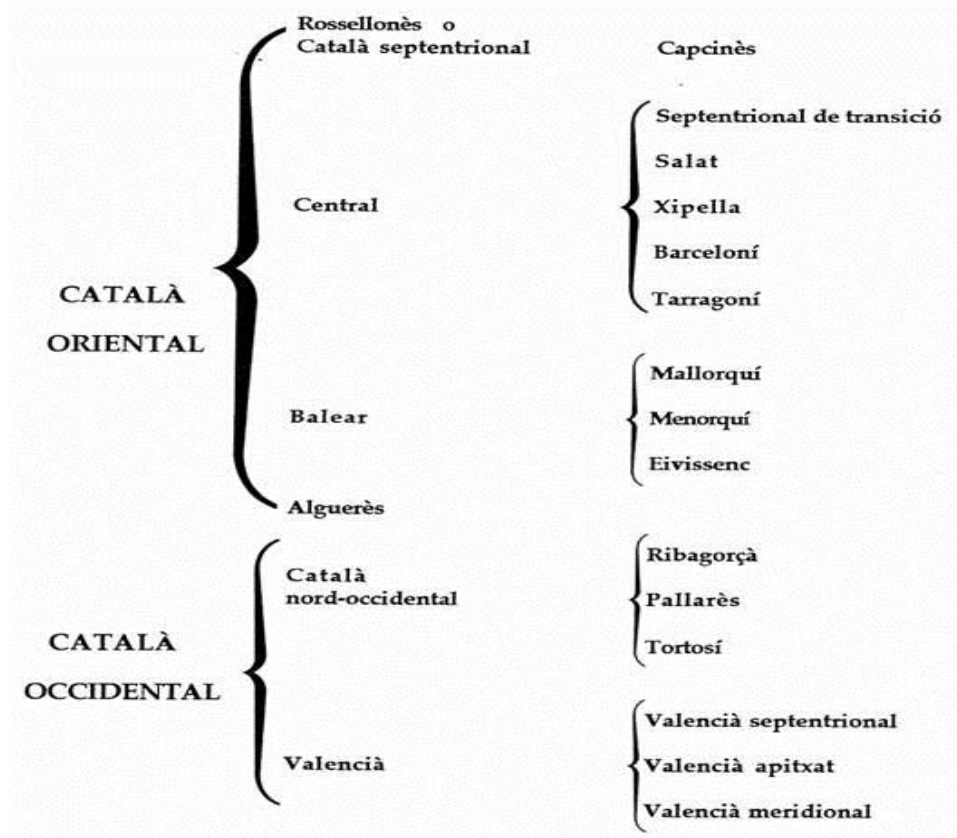 Rossellonès o
Català septentrional
Capcinès
Septentrional de transició
Salat
Central
Xipella
Barceloní
Tarragoní
CATALÀ
ORIENTAL
Mallorquí
Balear
Menorquí
Eivissenc
Alguerès
Català
nord-occidental
Ribagorçà
Pallarès
Tortosí
CATALÀ
OCCIDENTAL
Valencià
Valencià septentrional
Valencià apitxat
Valencià meridional